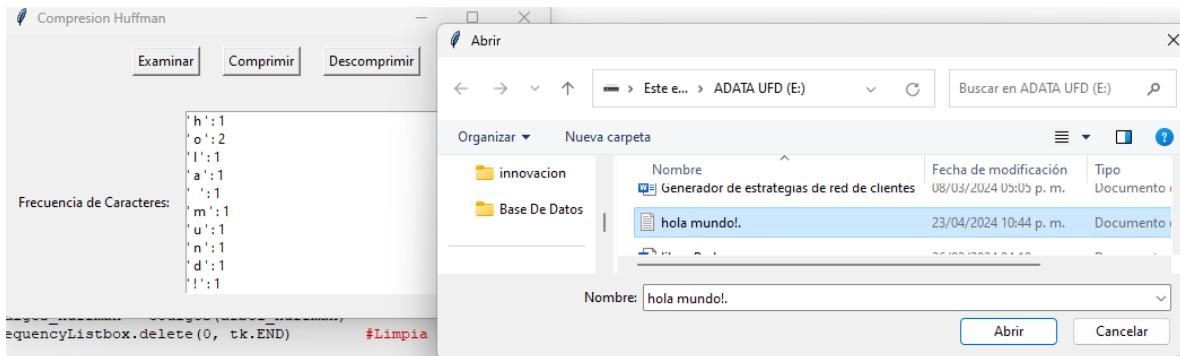 Compresion Huffman
Examinar
Comprimir
Descomprimir
Frecuencia de Caracteres:
'h':1
'o':2
'l':1
'a':1
' ':1
'm':1
'u':1
'n':1
'd':1
'!':1
equencyListbox.delete(0, tk.END) #Limpia
Abrir
Este e... > ADATA UFD (E:)
Buscar en ADATA UFD (E:)
Organizar
Nueva carpeta
innovacion
Base De Datos
Nombre Fecha de modificación Tipo
Generador de estrategias de red de clientes 08/03/2024 05:05 p. m. Documento
hola mundo!. 23/04/2024 10:44 p. m. Documento
Nombre: hola mundo!.
Abrir
Cancelar